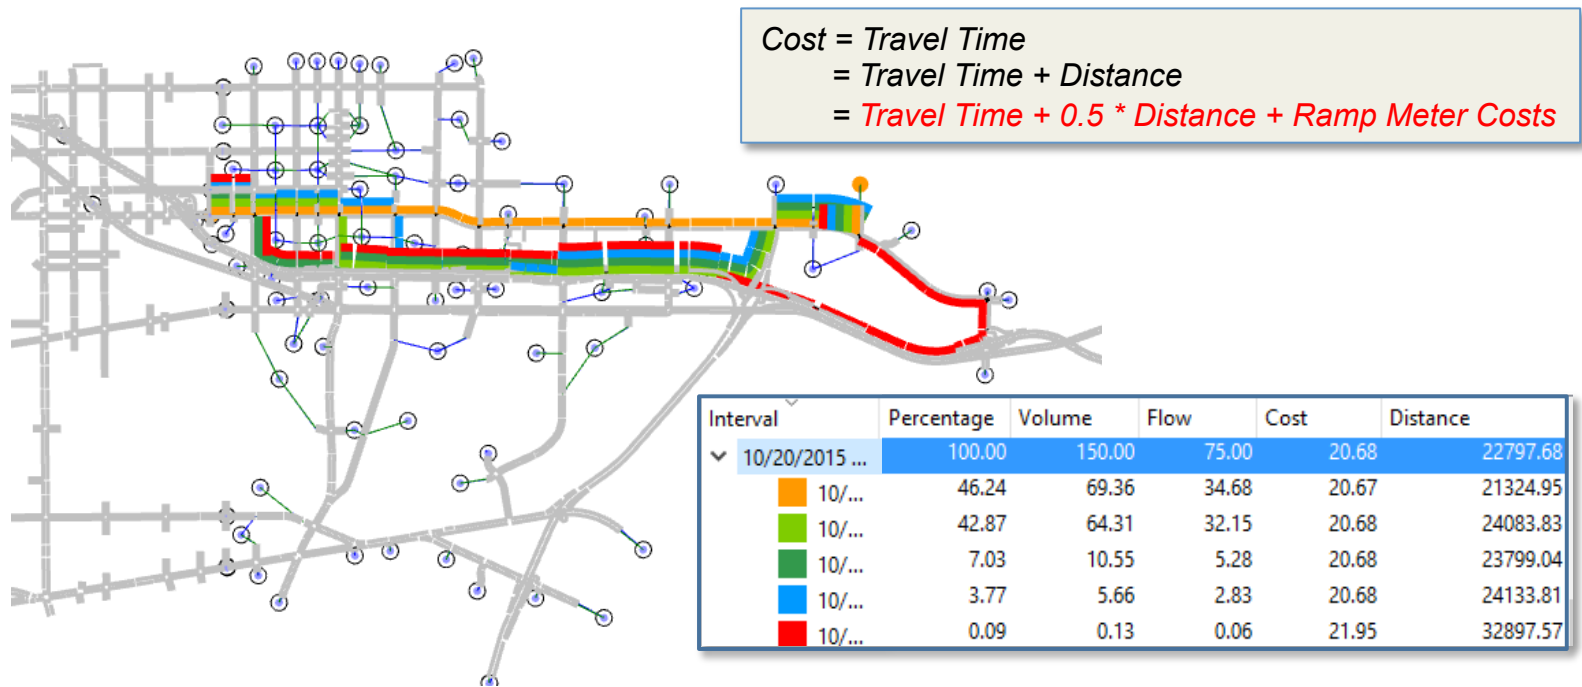 Cost = Travel Time
= Travel Time + Distance
= Travel Time + 0.5 * Distance + Ramp Meter Costs
Interval Percentage Volume Flow Cost Distance
10/20/2015 ... 100.00 150.00 75.00 20.68 22797.68
10/... 46.24 69.36 34.68 20.67 21324.95
10/... 42.87 64.31 32.15 20.68 24083.83
10/... 7.03 10.55 5.28 20.68 23799.04
10/... 3.77 5.66 2.83 20.68 24133.81
10/... 0.09 0.13 0.06 21.95 32897.57